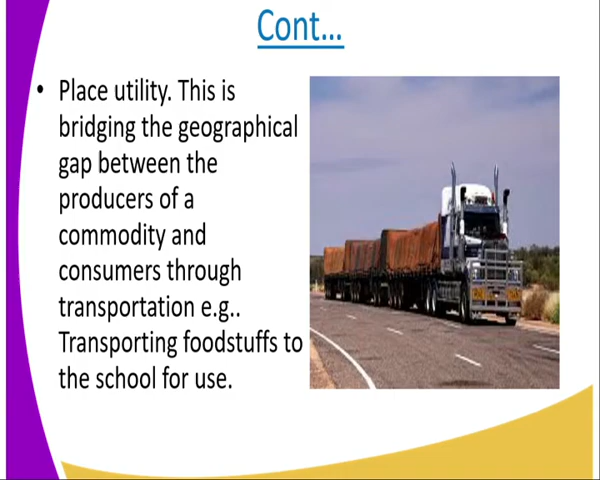 Cont...
• Place utility. This is
bridging the geographical
gap between the
producers of a
commodity and
consumers through
transportation e.g..
Transporting foodstuffs to
the school for use.